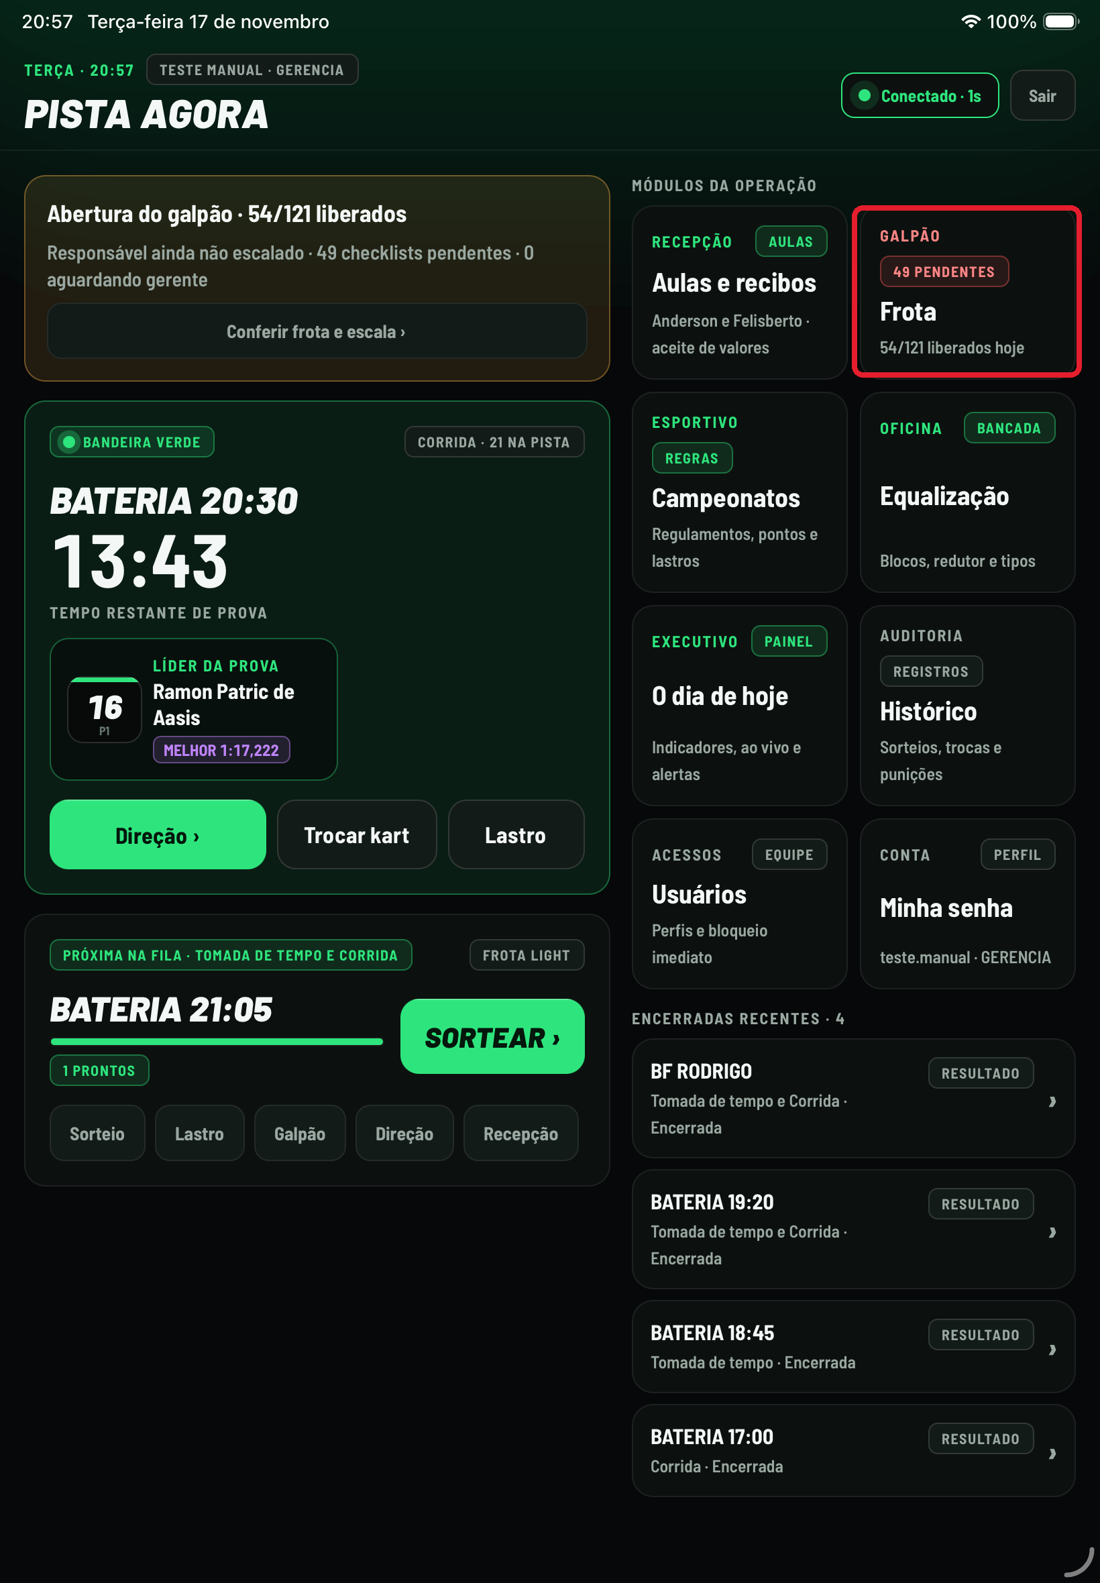 20:57 Terça-feira 17 de novembro
100%
TERÇA · 20:57
TESTE MANUAL · GERENCIA
PISTA AGORA
Conectado · 1s
Sair
Abertura do galpão · 54/121 liberados
Responsável ainda não escalado · 49 checklists pendentes · 0
aguardando gerente
Conferir frota e escala ›
BANDEIRA VERDE
CORRIDA · 21 NA PISTA
BATERIA 20:30
13:43
TEMPO RESTANTE DE PROVA
16
P1
LÍDER DA PROVA
Ramon Patric de
Aasis
MELHOR 1:17,222
Direção ›
Trocar kart
Lastro
PRÓXIMA NA FILA · TOMADA DE TEMPO E CORRIDA
FROTA LIGHT
BATERIA 21:05
SORTEAR ›
1 PRONTOS
Sorteio
Lastro
Galpão
Direção
Recepção
MÓDULOS DA OPERAÇÃO
RECEPÇÃO
AULAS
Aulas e recibos
Anderson e Felisberto ·
aceite de valores
GALPÃO
49 PENDENTES
Frota
54/121 liberados hoje
ESPORTIVO
REGRAS
Campeonatos
Regulamentos, pontos e
lastros
OFICINA
BANCADA
Equalização
Blocos, redutor e tipos
EXECUTIVO
PAINEL
O dia de hoje
Indicadores, ao vivo e
alertas
AUDITORIA
REGISTROS
Histórico
Sorteios, trocas e
punições
ACESSOS
EQUIPE
Usuários
Perfis e bloqueio
imediato
CONTA
PERFIL
Minha senha
teste.manual · GERENCIA
ENCERRADAS RECENTES · 4
BF RODRIGO
RESULTADO
Tomada de tempo e Corrida ·
Encerrada
›
BATERIA 19:20
RESULTADO
Tomada de tempo e Corrida ·
Encerrada
›
BATERIA 18:45
RESULTADO
Tomada de tempo · Encerrada
›
BATERIA 17:00
RESULTADO
Corrida · Encerrada
›